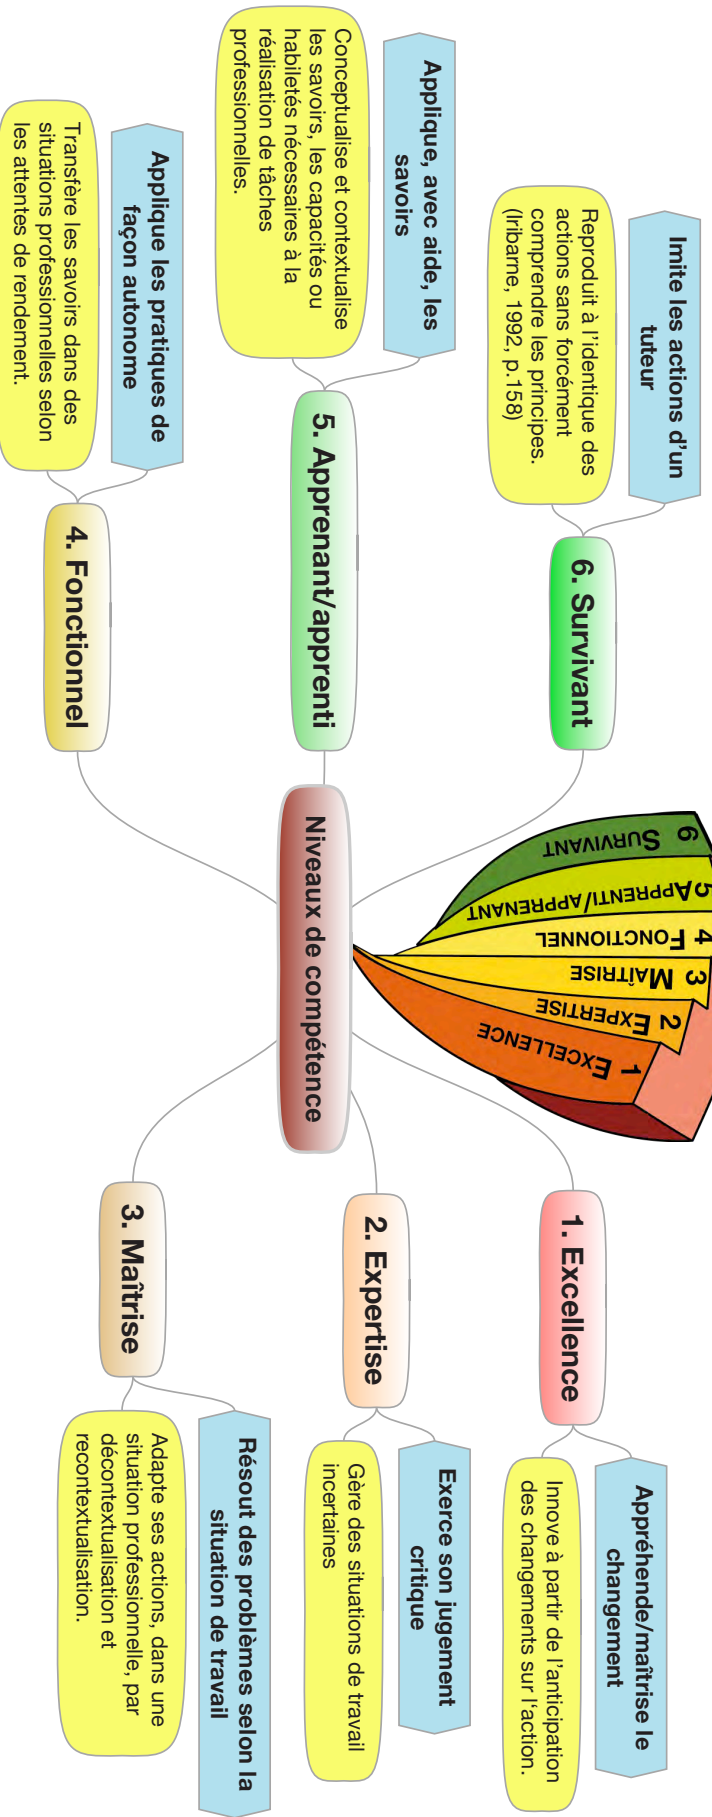 6 SURVIVANT
5 APPRENTI/APPRENANT
4 FONCTIONNEL
3 MAÎTRISE
2 EXPERTISE
1 EXCELLENCE
Niveaux de compétence
1. Excellence
Appréhende/maîtrise le
changement
Innove à partir de l'anticipation
des changements sur l'action.
2. Expertise
Exerce son jugement
critique
Gère des situations de travail
incertaines
3. Maîtrise
Résout des problèmes selon la
situation de travail
Adapte ses actions, dans une
situation professionnelle, par
décontextualisation et
recontextualisation.
4. Fonctionnel
Applique les pratiques de
façon autonome
Transfère les savoirs dans des
situations professionnelles selon
les attentes de rendement.
5. Apprenant/apprenti
Applique, avec aide, les
savoirs
Conceptualise et contextualise
les savoirs, les capacités ou
habiletés nécessaires à la
réalisation de tâches
professionnelles.
6. Survivant
Imite les actions d'un
tuteur
Reproduit à l'identique des
actions sans forcément
comprendre les principes.
(Iribarne, 1992, p.158)